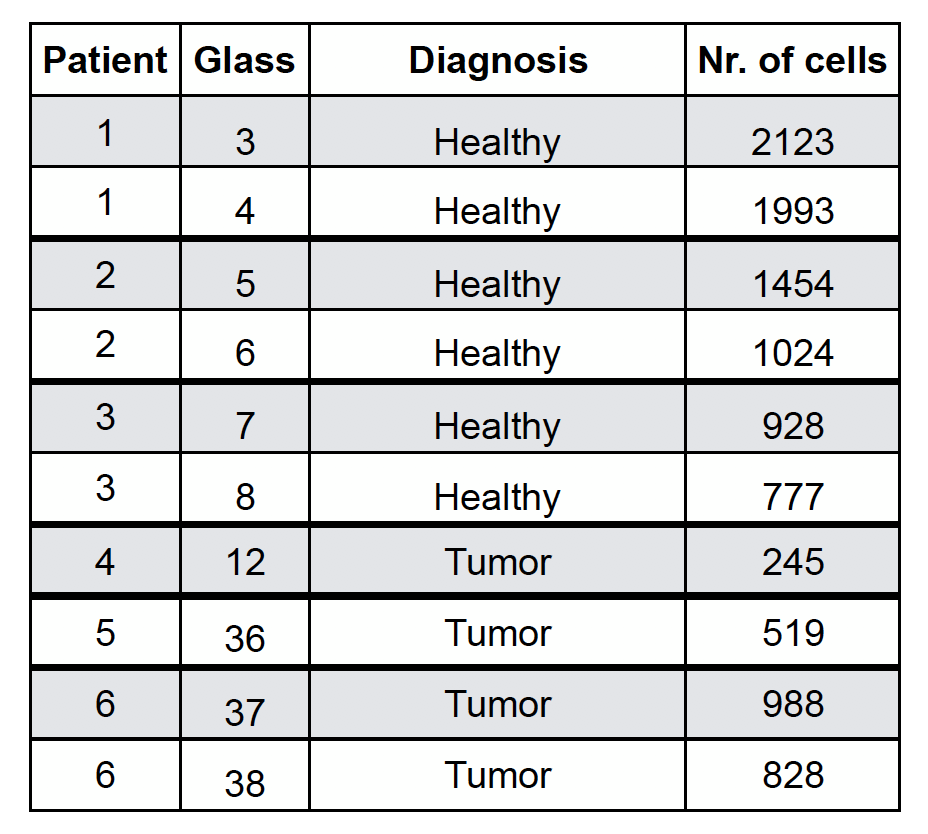 Patient Glass Diagnosis Nr. of cells
1 3 Healthy 2123
1 4 Healthy 1993
2 5 Healthy 1454
2 6 Healthy 1024
3 7 Healthy 928
3 8 Healthy 777
4 12 Tumor 245
5 36 Tumor 519
6 37 Tumor 988
6 38 Tumor 828